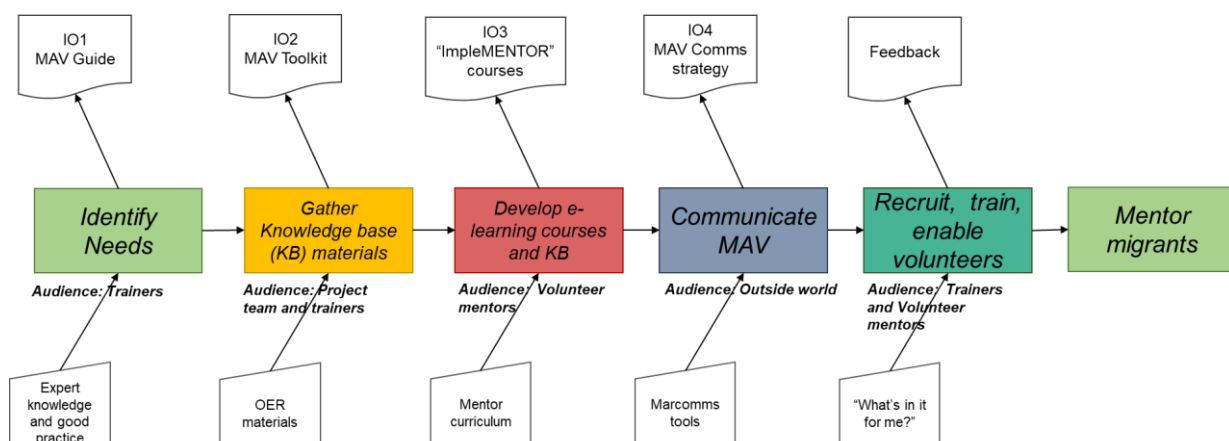 IO1
MAV Guide
IO2
MAV Toolkit
IO3
“ImpleMENTOR”
courses
IO4
MAV Comms
strategy
Feedback
Identify
Needs
Gather
Knowledge base
(KB) materials
Develop e-
learning courses
and KB
Communicate
MAV
Recruit, train,
enable
volunteers
Mentor
migrants
Audience: Trainers
Audience: Project
team and trainers
Audience: Volunteer
mentors
Audience: Outside world
Audience: Trainers
and Volunteer
mentors
Expert
knowledge
and good
practice
OER
materials
Mentor
curriculum
Marcomms
tools
“What’s in it
for me?”